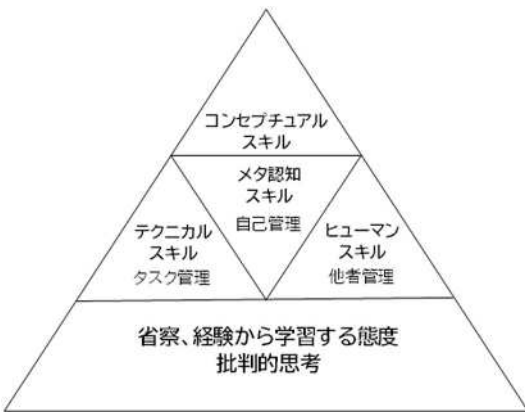 コンセプチュアル
スキル
メタ認知
スキル
自己管理
テクニカル
スキル
タスク管理
ヒューマン
スキル
他者管理
省察、経験から学習する態度
批判的思考